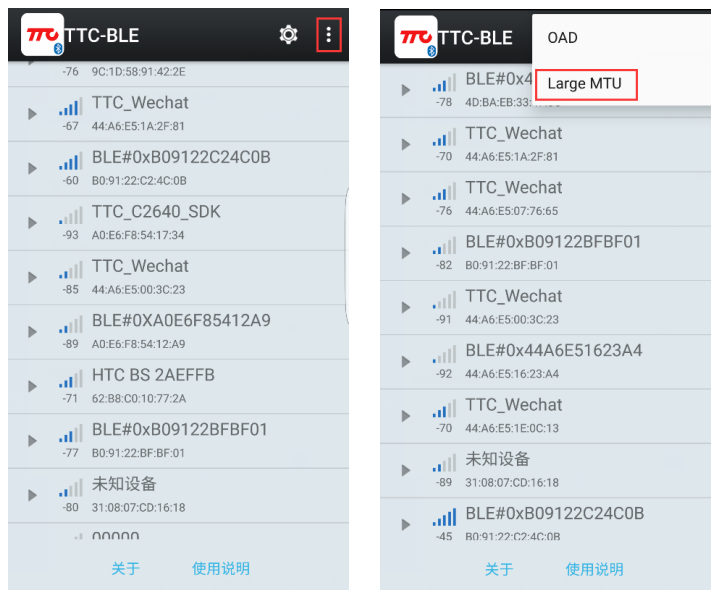 TTC TTC-BLE
-76 9C:1D:58:91:42:2E
TTC_Wechat
-67 44:A6:E5:1A:2F:81
BLE#0xB09122C24C0B
-60 B0:91:22:C2:4C:0B
TTC_C2640_SDK
-93 A0:E6:F8:54:17:34
TTC_Wechat
-85 44:A6:E5:00:3C:23
BLE#0XA0E6F85412A9
-89 A0:E6:F8:54:12:A9
HTC BS 2AEFFB
-71 62:B8:C0:10:77:2A
BLE#0xB09122BFBF01
-77 B0:91:22:BF:BF:01
未知设备
-80 31:08:07:CD:16:18
关于 使用说明
TTC TTC-BLE
OAD
Large MTU
BLE#0x4
-78 4D:BA:EB:33:
TTC_Wechat
-70 44:A6:E5:1A:2F:81
TTC_Wechat
-76 44:A6:E5:07:76:65
BLE#0xB09122BFBF01
-82 B0:91:22:BF:BF:01
TTC_Wechat
-91 44:A6:E5:00:3C:23
BLE#0x44A6E51623A4
-92 44:A6:E5:16:23:A4
TTC_Wechat
-70 44:A6:E5:1E:0C:13
未知设备
-89 31:08:07:CD:16:18
BLE#0xB09122C24C0B
-45 B0:91:22:C2:4C:0B
关于 使用说明